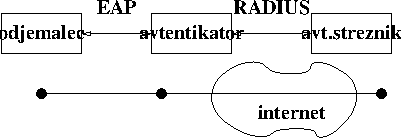 EAP RADIUS
odjemalec avtentikator avt.streznik
internet